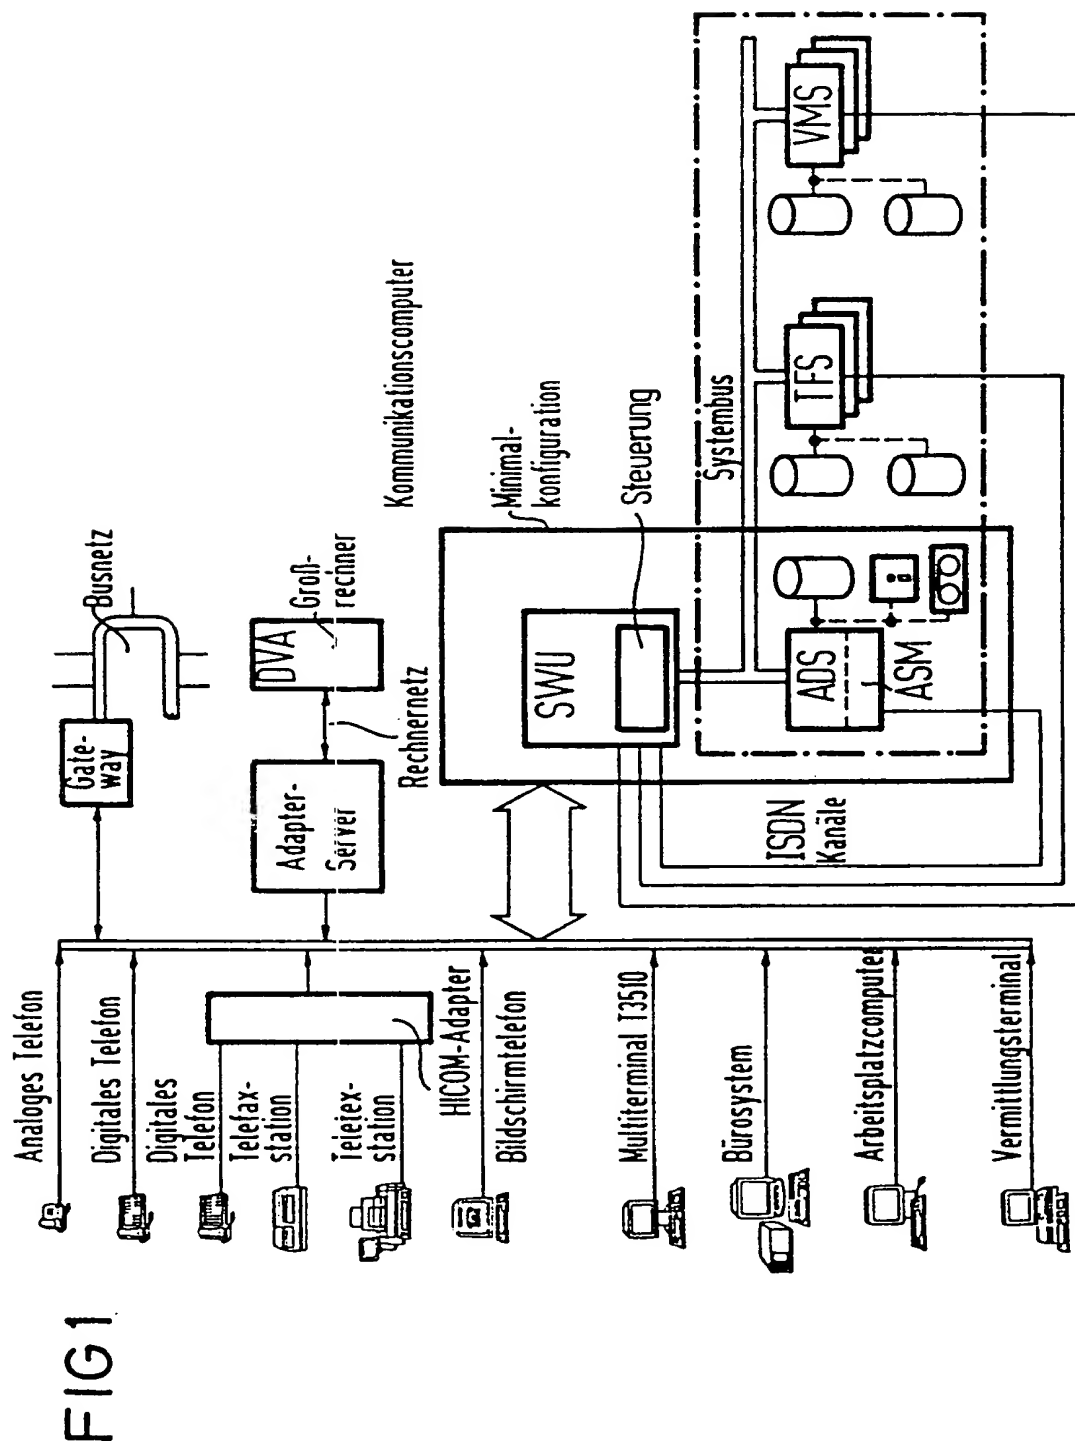 FIG 1
Analoges Telefon
Digitales Telefon
Digitales
Telefon
Telefax-
station
Teletex-
station
HICOM-Adapter
Bildschirmtelefon
Multiterminal T3510
Bürosystem
Arbeitsplatzcomputer
Vermittlungsterminal
Gate-
way
Busnetz
Adapter-
Server
DVA
Groß-
rechner
Rechnernetz
Kommunikationscomputer
Minimal-
konfiguration
SWU
Steuerung
ISDN
Kanäle
ADS
ASM
Systembus
TFS
VMS